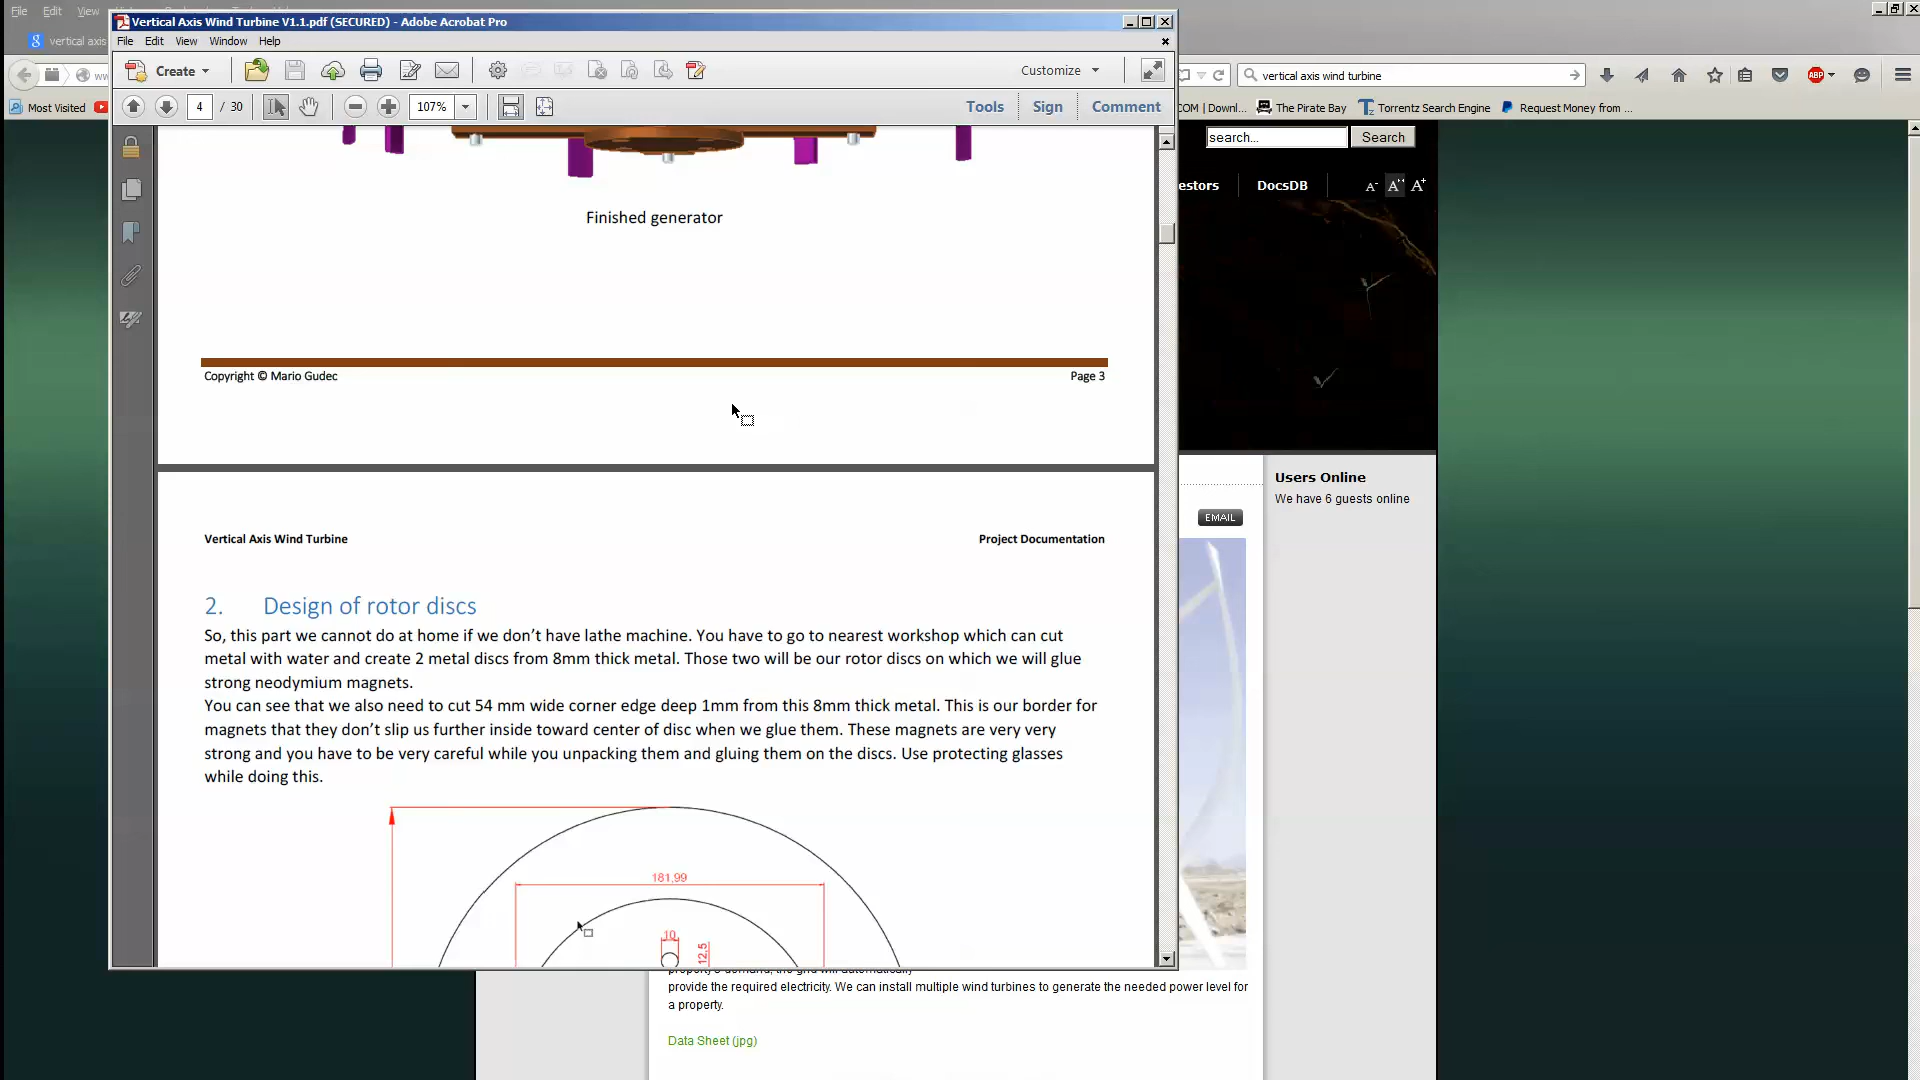 File Edit View
Vertical Axis Wind Turbine V1.1.pdf (SECURED) - Adobe Acrobat Pro
vertical axis
File Edit View Window Help
Create
Customize
vertical axis wind turbine
ABP
4 / 30
107%
Tools
Sign
Comment
Most Visited
COM | Downl...
The Pirate Bay
Torrentz Search Engine
Request Money from ...
search...
Search
estors
DocsDB
A- A A+
Finished generator
Copyright © Mario Gudec
Page 3
Users Online
We have 6 guests online
EMAIL
Vertical Axis Wind Turbine
Project Documentation
2. Design of rotor discs
So, this part we cannot do at home if we don't have lathe machine. You have to go to nearest workshop which can cut
metal with water and create 2 metal discs from 8mm thick metal. Those two will be our rotor discs on which we will glue
strong neodymium magnets.
You can see that we also need to cut 54 mm wide corner edge deep 1mm from this 8mm thick metal. This is our border for
magnets that they don't slip us further inside toward center of disc when we glue them. These magnets are very very
strong and you have to be very careful while you unpacking them and gluing them on the discs. Use protecting glasses
while doing this.
181,99
10
12,5
provide the required electricity. We can install multiple wind turbines to generate the needed power level for
a property.
Data Sheet (jpg)